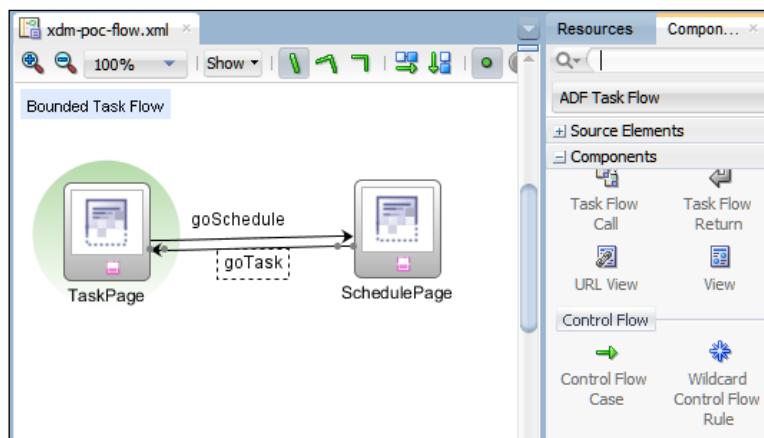 xdm-poc-flow.xml
100%
Show
Bounded Task Flow
goSchedule
goTask
TaskPage
SchedulePage
Resources
Compon...
ADF Task Flow
Source Elements
Components
Task Flow Call
Task Flow Return
URL View
View
Control Flow
Control Flow Case
Wildcard Control Flow Rule